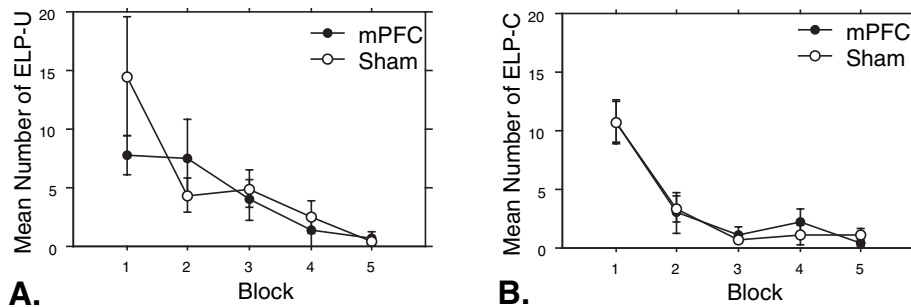 Mean Number of ELP-U
20
15
10
5
0
mPFC
Sham
1 2 3 4 5
Block
A.
Mean Number of ELP-C
20
15
10
5
0
mPFC
Sham
1 2 3 4 5
Block
B.